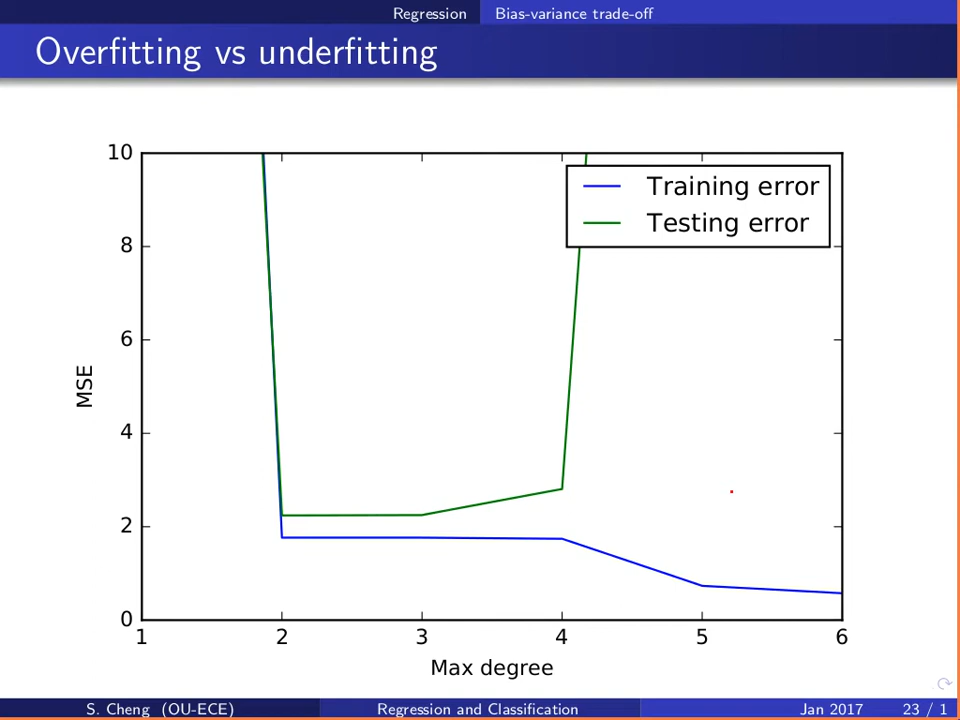 Regression Bias-variance trade-off
Overfitting vs underfitting
10
8
6
4
2
0
MSE
Training error
Testing error
1 2 3 4 5 6
Max degree
S. Cheng (OU-ECE) Regression and Classification Jan 2017 23 / 1